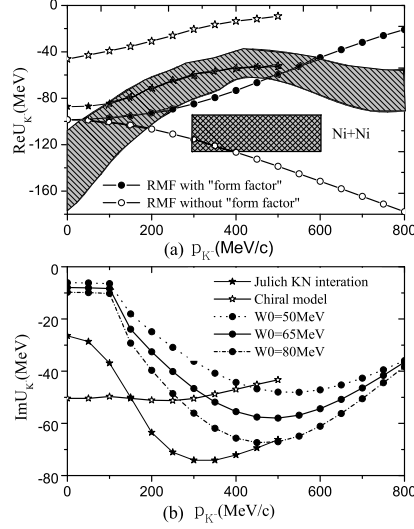 0
-40
-80
-120
-160
ReU_K (MeV)
Ni+Ni
RMF with "form factor"
RMF without "form factor"
0 200 400 600 800
(a) p_K^- (MeV/c)
0
-20
-40
-60
-80
ImU_K (MeV)
Julich KN interation
Chiral model
W0=50MeV
W0=65MeV
W0=80MeV
0 200 400 600 800
(b) p_K^- (MeV/c)